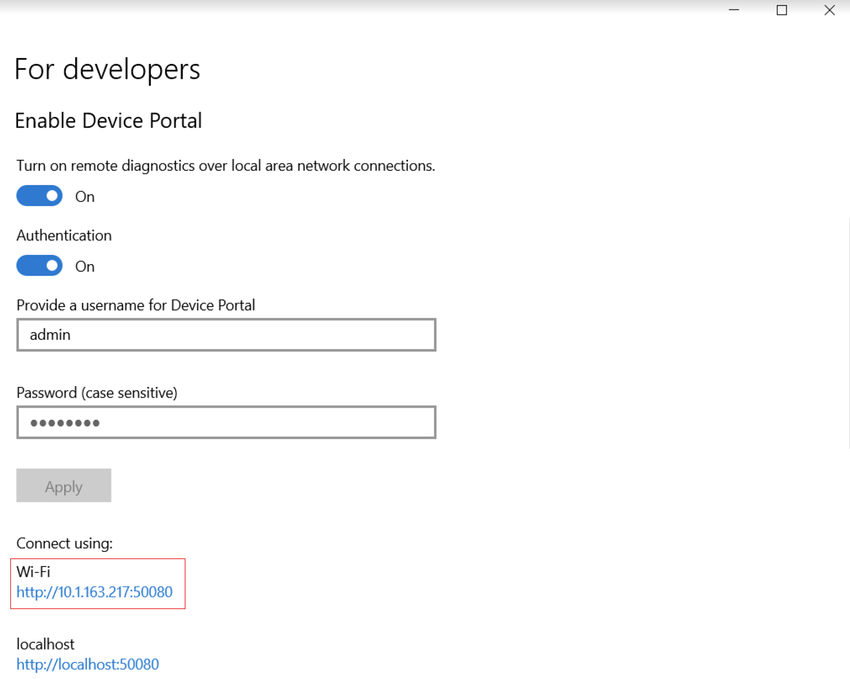 For developers
Enable Device Portal
Turn on remote diagnostics over local area network connections.
On
Authentication
On
Provide a username for Device Portal
admin
Password (case sensitive)
●●●●●●●●
Apply
Connect using:
Wi-Fi
http://10.1.163.217:50080
localhost
http://localhost:50080